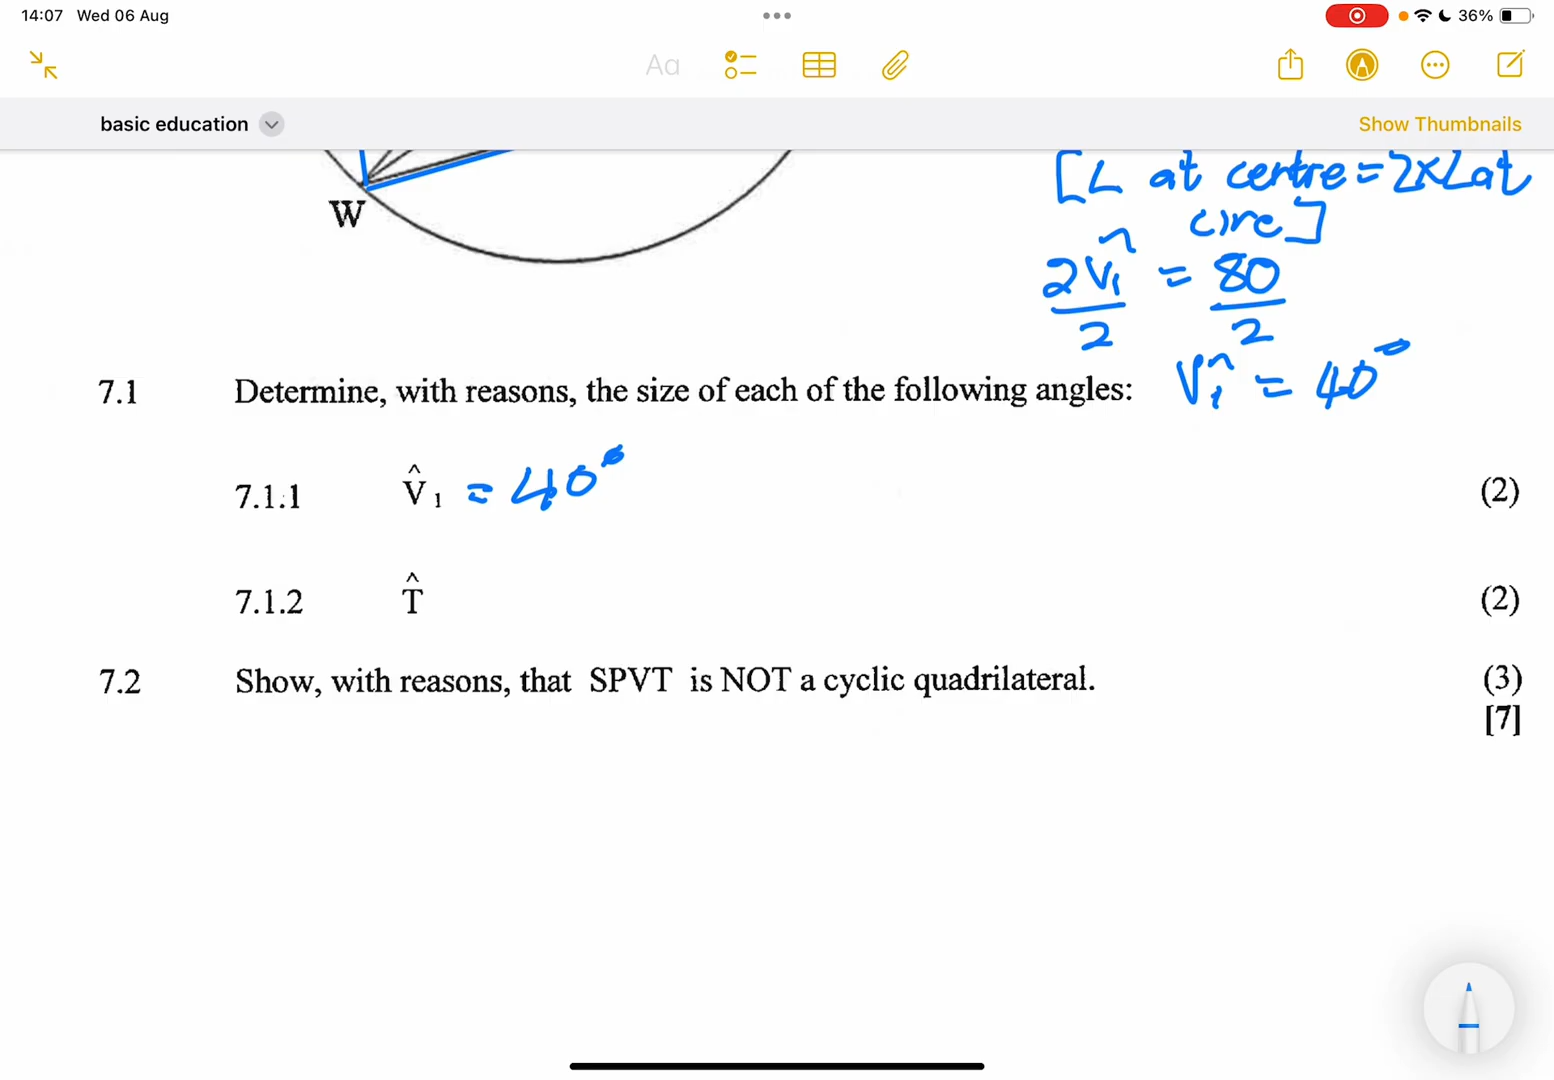 14:07 Wed 06 Aug
36%
Aa
basic education
Show Thumbnails
[∠ at centre = 2×∠at
circ]
W
2V̂₁ = 80
2 2
7.1 Determine, with reasons, the size of each of the following angles: V̂₁ = 40°
7.1.1 V̂₁ = 40° (2)
7.1.2 T̂ (2)
7.2 Show, with reasons, that SPVT is NOT a cyclic quadrilateral. (3)
[7]